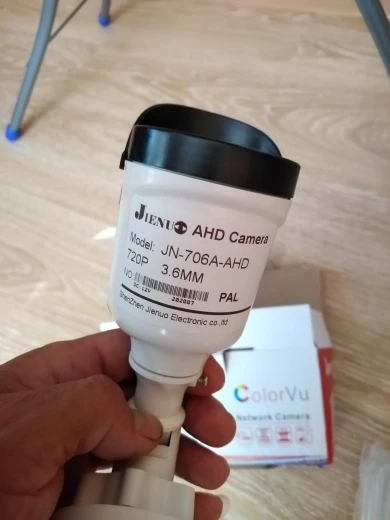 JIENUO AHD Camera
Model: JN-706A-AHD
720P 3.6MM
NO
DC:12V 202007 PAL
ShenZhen Jienuo Electronic co,.ltd
ColorVu
Network Camera